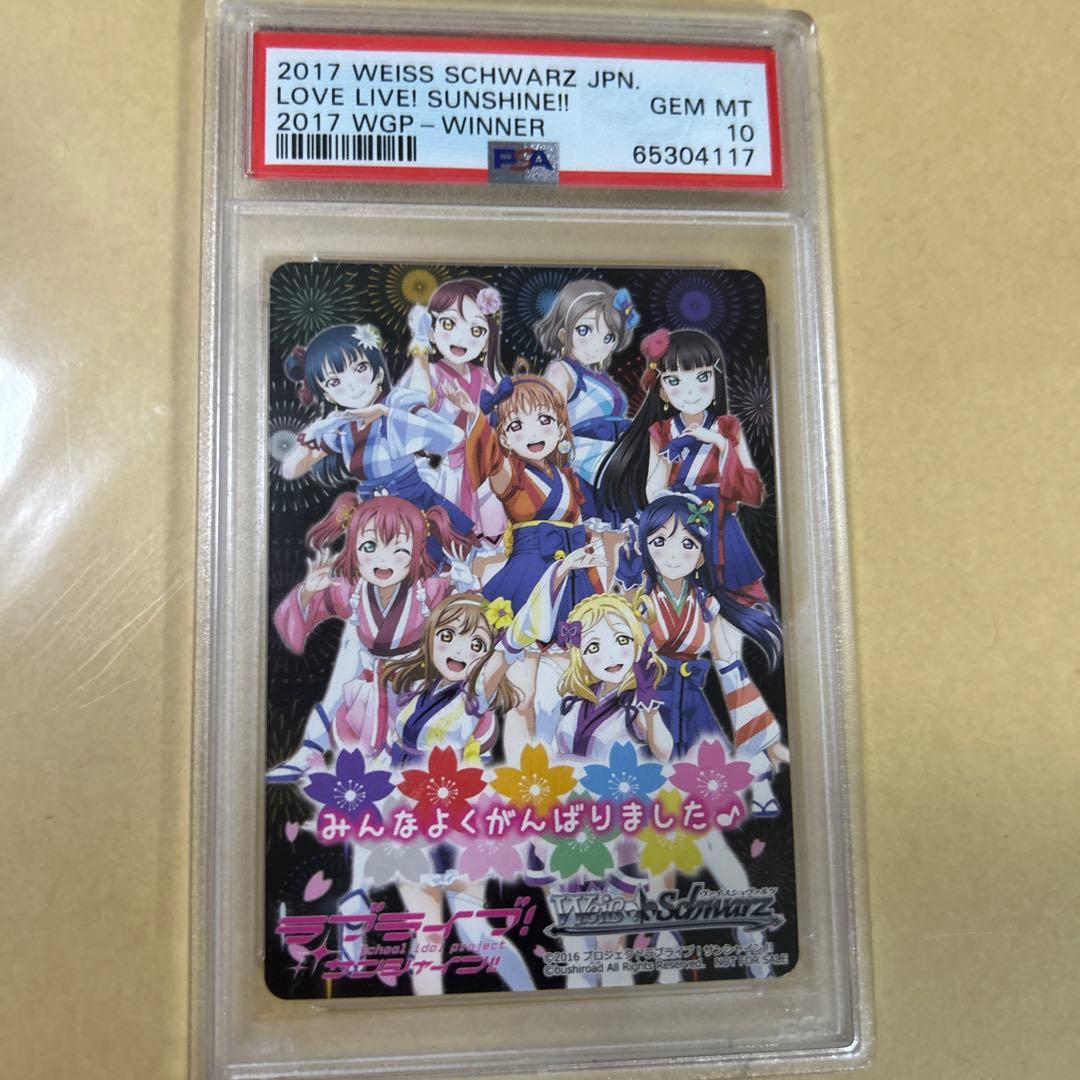 2017 WEISS SCHWARZ JPN.
LOVE LIVE! SUNSHINE!! GEM MT
2017 WGP - WINNER 10
PSA 65304117
みんなよくがんばりました♪
ラブライブ!
School idol project
サンシャイン!!
ヴァイスシュヴァルツ
Weiß Schwarz
©2016 プロジェクトラブライブ!サンシャイン!!
©bushiroad All Rights Reserved. NOT FOR SALE